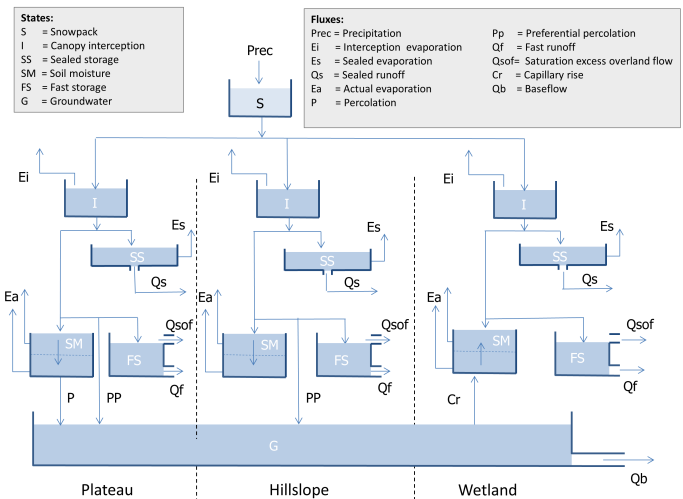 States:
S = Snowpack
I = Canopy interception
SS = Sealed storage
SM = Soil moisture
FS = Fast storage
G = Groundwater
Fluxes:
Prec = Precipitation
Ei = Interception evaporation
Es = Sealed evaporation
Qs = Sealed runoff
Ea = Actual evaporation
P = Percolation
Pp = Preferential percolation
Qf = Fast runoff
Qsof= Saturation excess overland flow
Cr = Capillary rise
Qb = Baseflow
Prec
S
Ei
I
Ei
I
Ei
I
Es
SS
Qs
Es
SS
Qs
Es
SS
Qs
Ea
SM
FS
Qsof
Qf
Ea
SM
FS
Qsof
Qf
Ea
SM
FS
Qsof
Qf
P
PP
PP
Cr
G
Qb
Plateau
Hillslope
Wetland